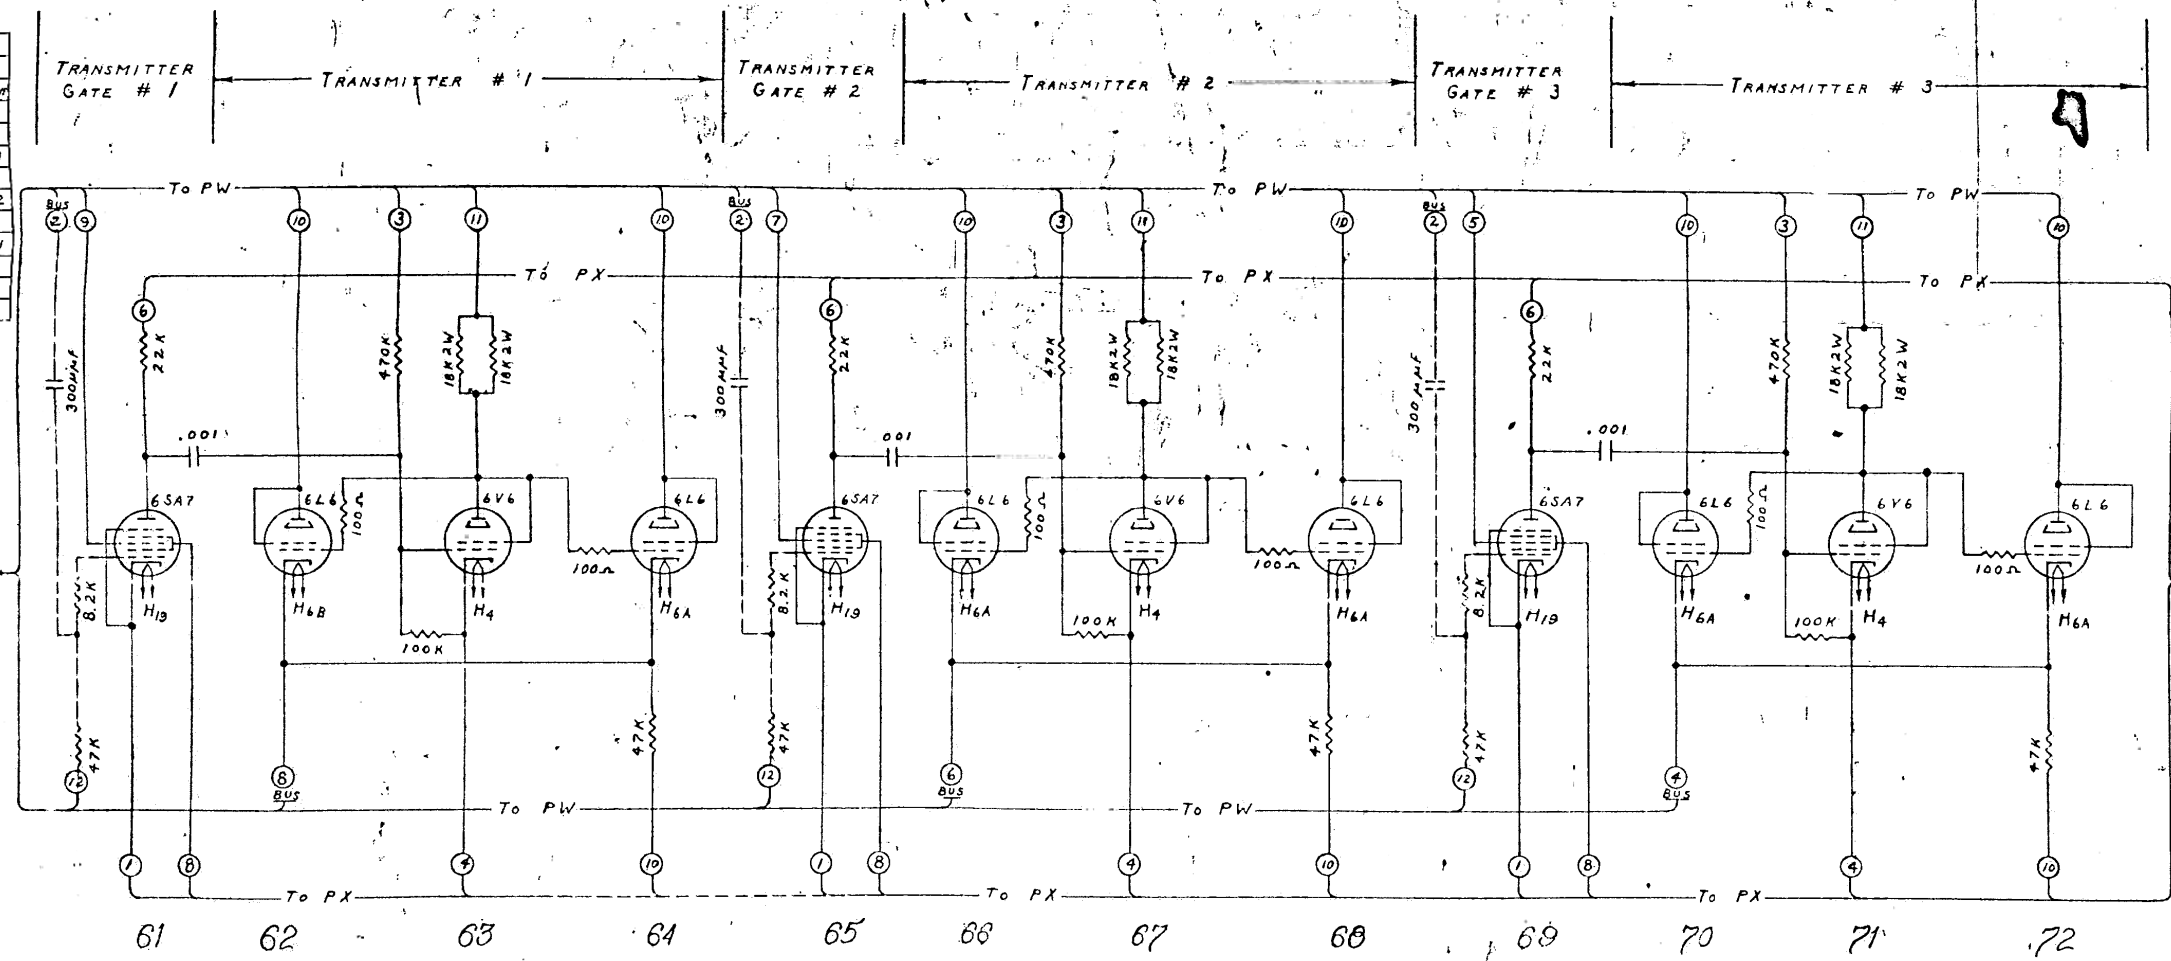 TRANSMITTER GATE # 1
TRANSMITTER # 1
TRANSMITTER GATE # 2
TRANSMITTER # 2
TRANSMITTER GATE # 3
TRANSMITTER # 3
To PW To PW To PW
BUS 2 9 10 3 11 10 BUS 2 7 10 3 11 10 BUS 2 5 10 3 11 10
To PX To PX To PX
6 6 6
300μμF 22K 470K 18K2W 18K2W 300μμF 22K 470K 18K2W 18K2W 300μμF 22K 470K 18K2W 18K2W
.001 .001 .001
6SA7 6L6 100Ω 6V6 6L6 6SA7 6L6 100Ω 6V6 6L6 6SA7 6L6 100Ω 6V6 6L6
100Ω 100Ω 100Ω
8.2K H19 H6B H4 H6A 8.2K H19 H6A H4 H6A 8.2K H19 H6A H4 H6A
100K 100K 100K
47K 47K 47K 47K 47K 47K
12 8 BUS 12 6 BUS 12 4 BUS
To PW To PW
1 8 4 10 1 8 4 10 1 8 4 10
To PX To PX To PX
61 62 63 64 65 66 67 68 69 70 71 72